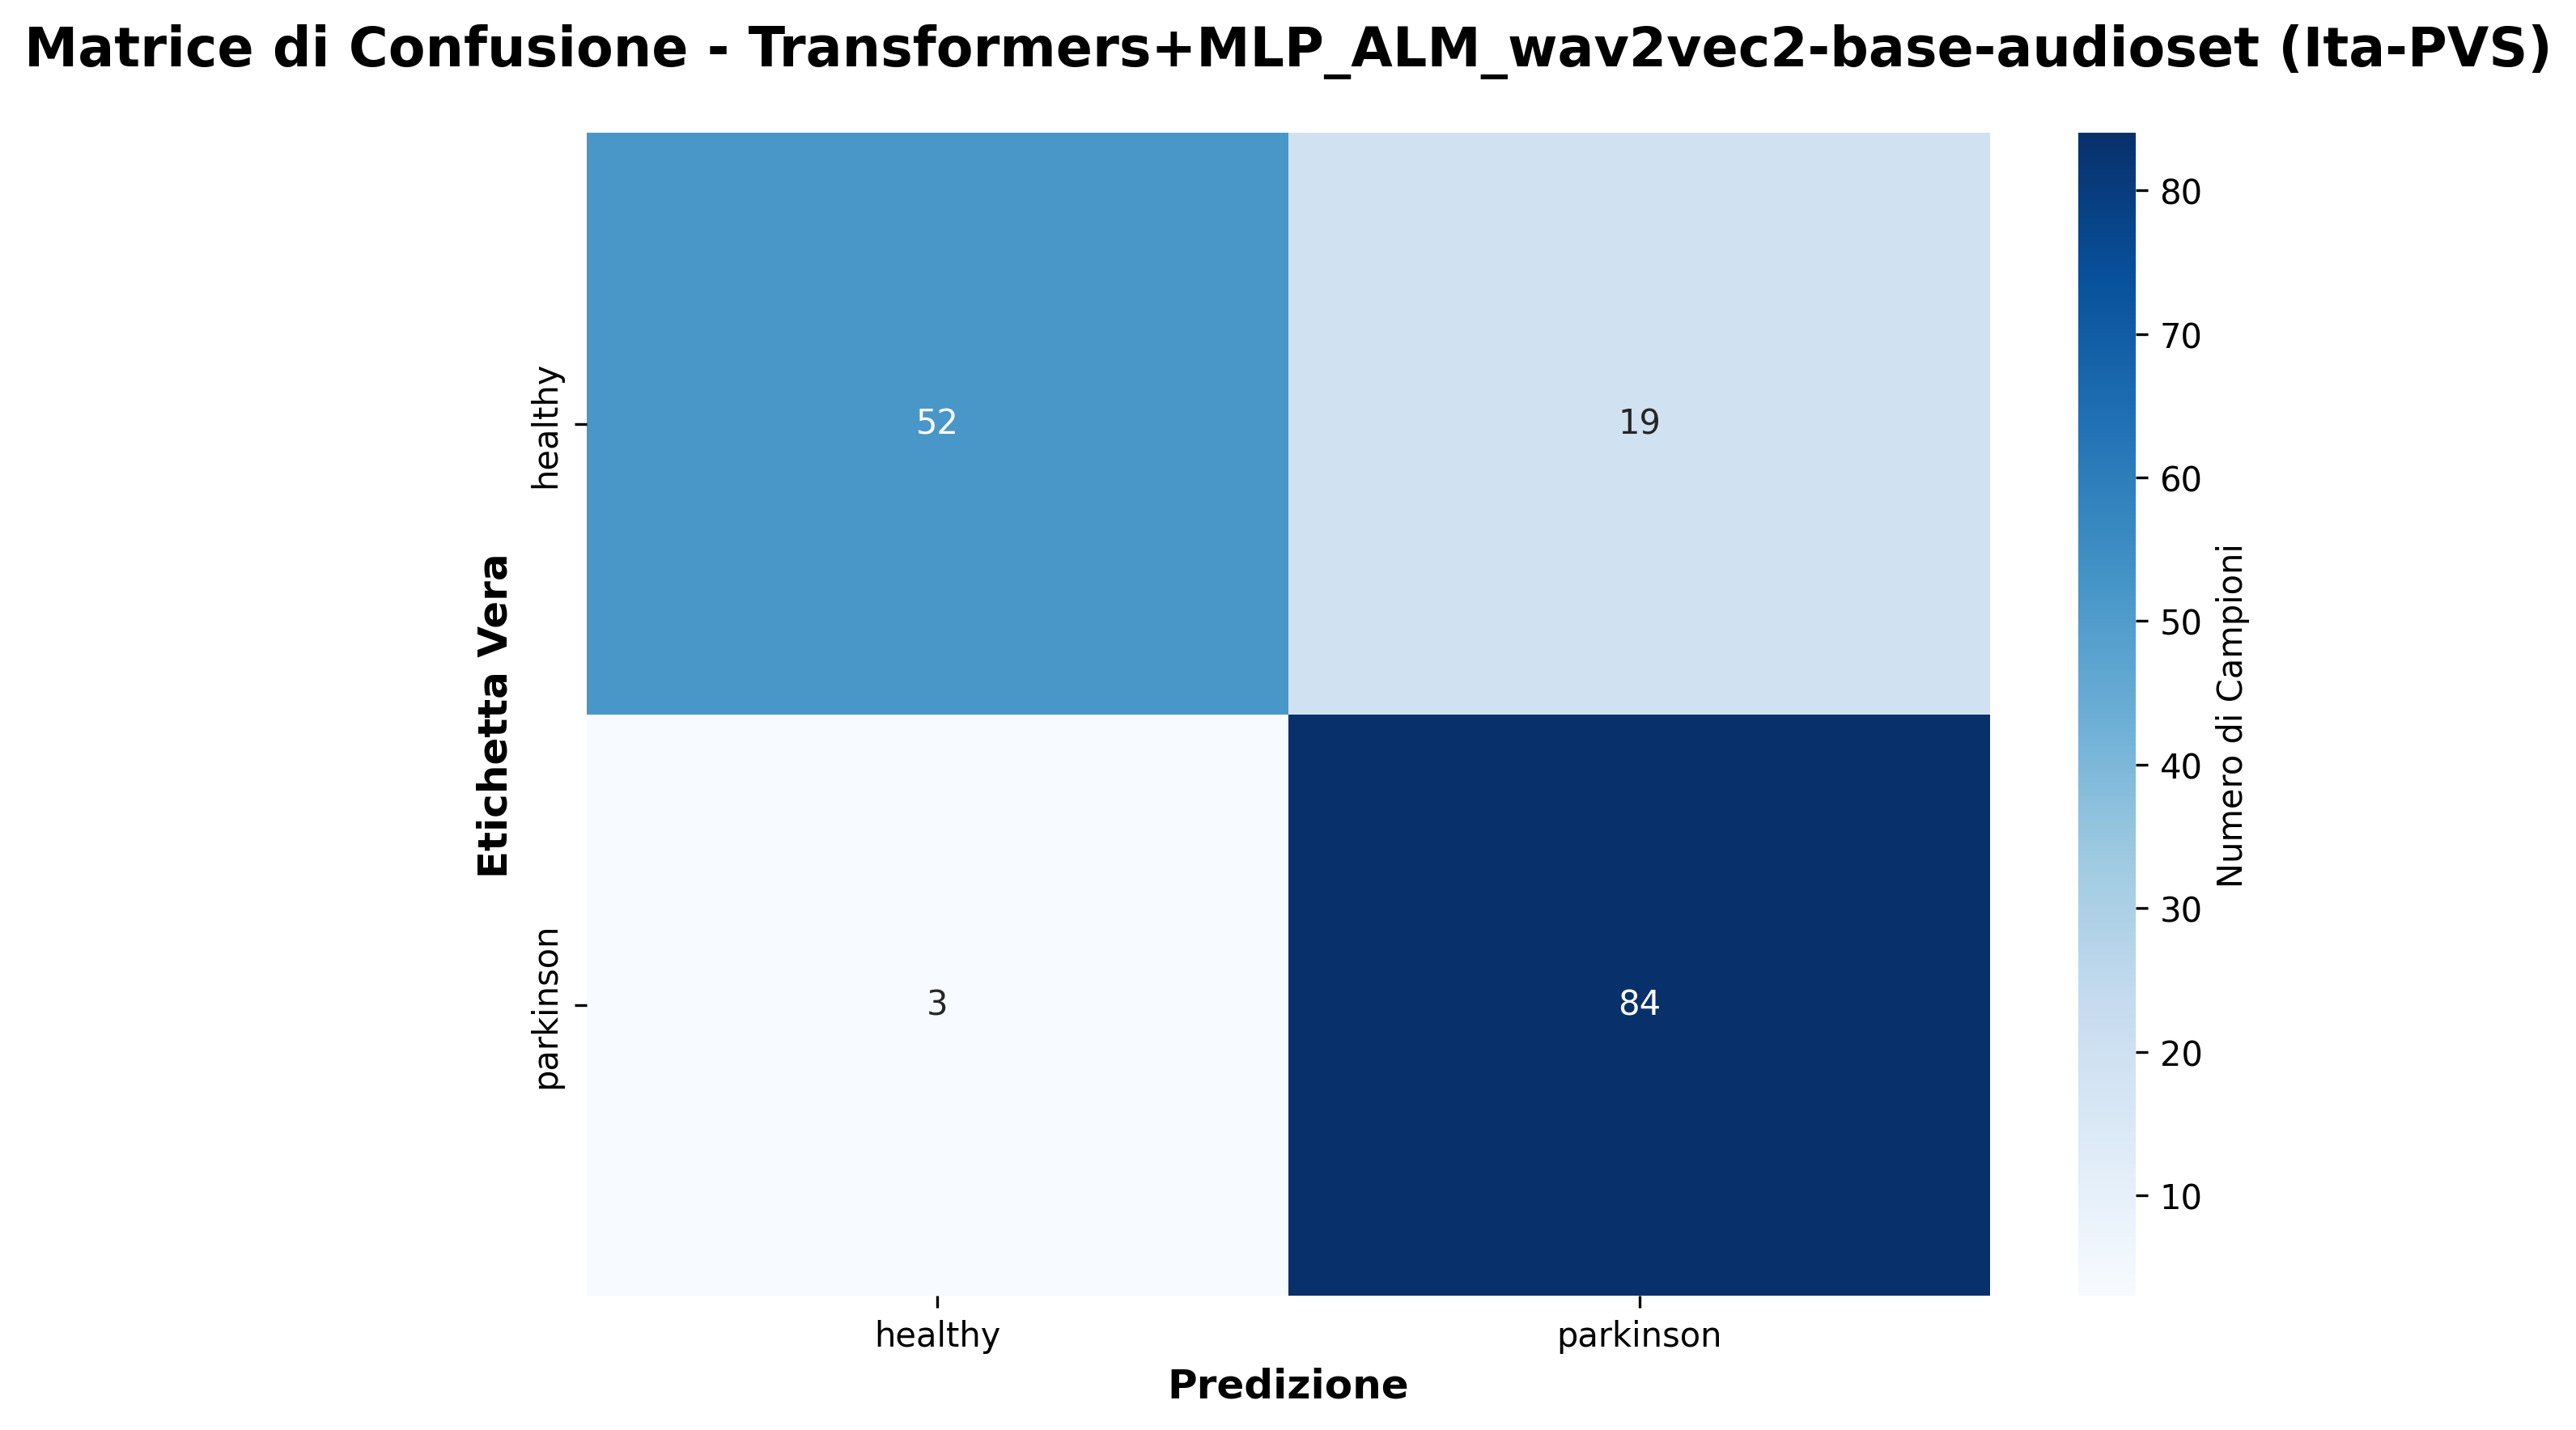 Matrice di Confusione - Transformers+MLP_ALM_wav2vec2-base-audioset (Ita-PVS)
Etichetta Vera
healthy
parkinson
52
19
3
84
healthy
parkinson
Predizione
80
70
60
50
40
30
20
10
Numero di Campioni